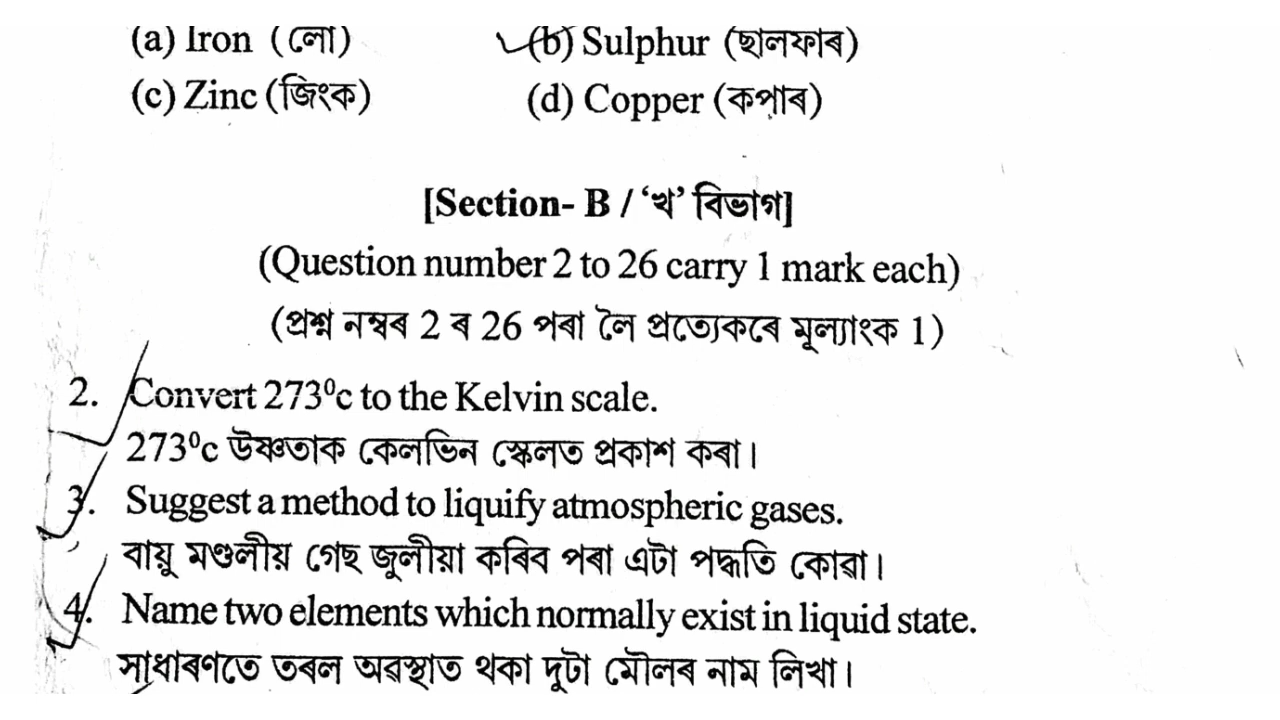 (a) Iron (লো)
(b) Sulphur (ছালফাৰ)
(c) Zinc (জিংক)
(d) Copper (কপাৰ)
[Section- B / ‘খ’ বিভাগ]
(Question number 2 to 26 carry 1 mark each)
(প্ৰশ্ন নম্বৰ 2 ৰ 26 পৰা লৈ প্ৰত্যেকৰে মূল্যাংক 1)
2. Convert 273⁰c to the Kelvin scale.
273⁰c উষ্ণতাক কেলভিন স্কেলত প্ৰকাশ কৰা।
3. Suggest a method to liquify atmospheric gases.
বায়ু মণ্ডলীয় গেছ জুলীয়া কৰিব পৰা এটা পদ্ধতি কোৱা।
4. Name two elements which normally exist in liquid state.
সাধাৰণতে তৰল অৱস্থাত থকা দুটা মৌলৰ নাম লিখা।